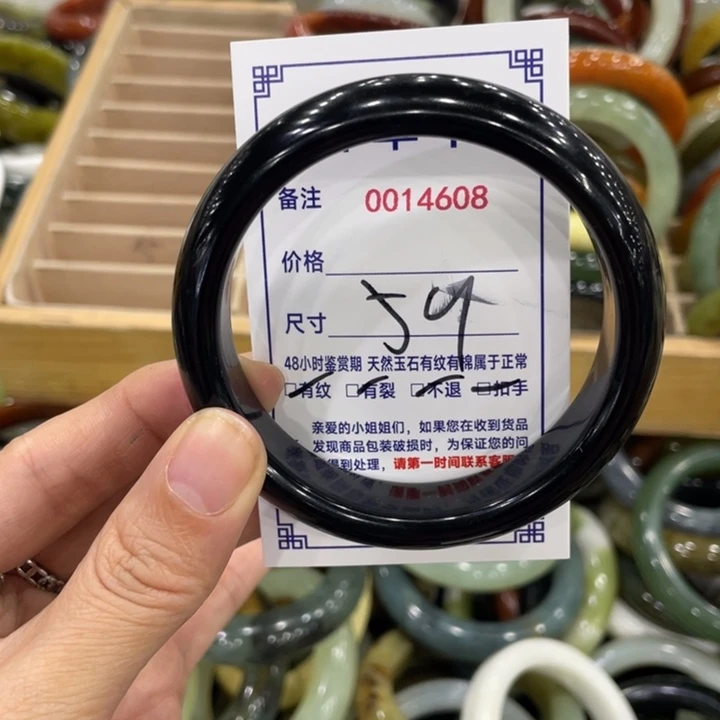 备注 0014608
价格
尺寸 59
48小时鉴赏期 天然玉石有纹有棉属于正常
□有纹 □有裂 □不退 □扣手
亲爱的小姐姐们，如果您在收到货品
发现商品包装破损时，为保证您的问
得到处理，请第一时间联系客服